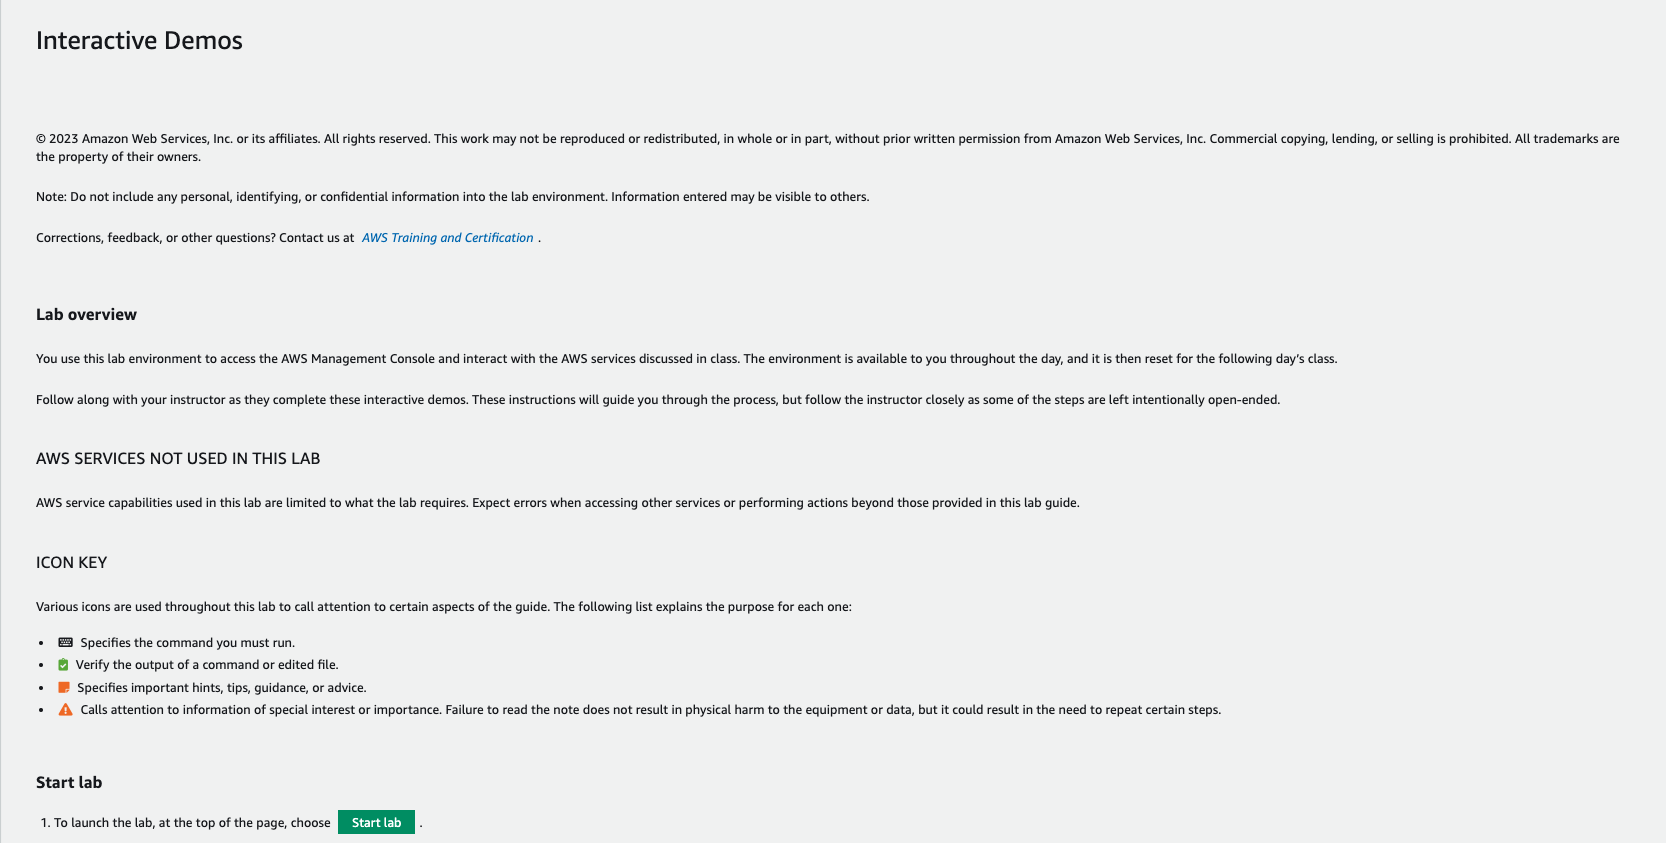 Interactive Demos
© 2023 Amazon Web Services, Inc. or its affiliates. All rights reserved. This work may not be reproduced or redistributed, in whole or in part, without prior written permission from Amazon Web Services, Inc. Commercial copying, lending, or selling is prohibited. All trademarks are
the property of their owners.
Note: Do not include any personal, identifying, or confidential information into the lab environment. Information entered may be visible to others.
Corrections, feedback, or other questions? Contact us at AWS Training and Certification .
Lab overview
You use this lab environment to access the AWS Management Console and interact with the AWS services discussed in class. The environment is available to you throughout the day, and it is then reset for the following day’s class.
Follow along with your instructor as they complete these interactive demos. These instructions will guide you through the process, but follow the instructor closely as some of the steps are left intentionally open-ended.
AWS SERVICES NOT USED IN THIS LAB
AWS service capabilities used in this lab are limited to what the lab requires. Expect errors when accessing other services or performing actions beyond those provided in this lab guide.
ICON KEY
Various icons are used throughout this lab to call attention to certain aspects of the guide. The following list explains the purpose for each one:
• Specifies the command you must run.
• Verify the output of a command or edited file.
• Specifies important hints, tips, guidance, or advice.
• Calls attention to information of special interest or importance. Failure to read the note does not result in physical harm to the equipment or data, but it could result in the need to repeat certain steps.
Start lab
1. To launch the lab, at the top of the page, choose Start lab .